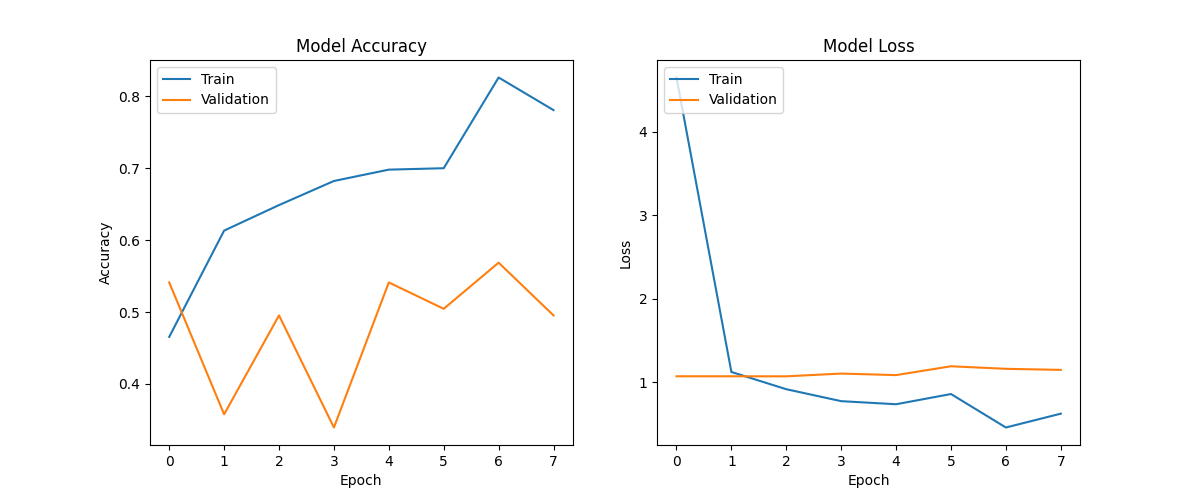 Model Accuracy
Train
Validation
0.8
0.7
0.6
0.5
0.4
Accuracy
0 1 2 3 4 5 6 7
Epoch
Model Loss
Train
Validation
4
3
2
1
Loss
0 1 2 3 4 5 6 7
Epoch